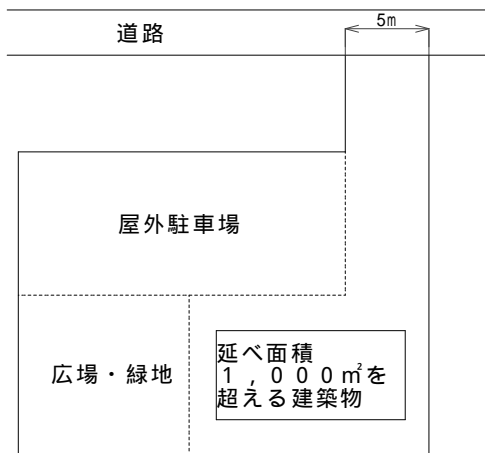 道路
5m
屋外駐車場
広場・緑地
延べ面積
1,000㎡を
超える建築物